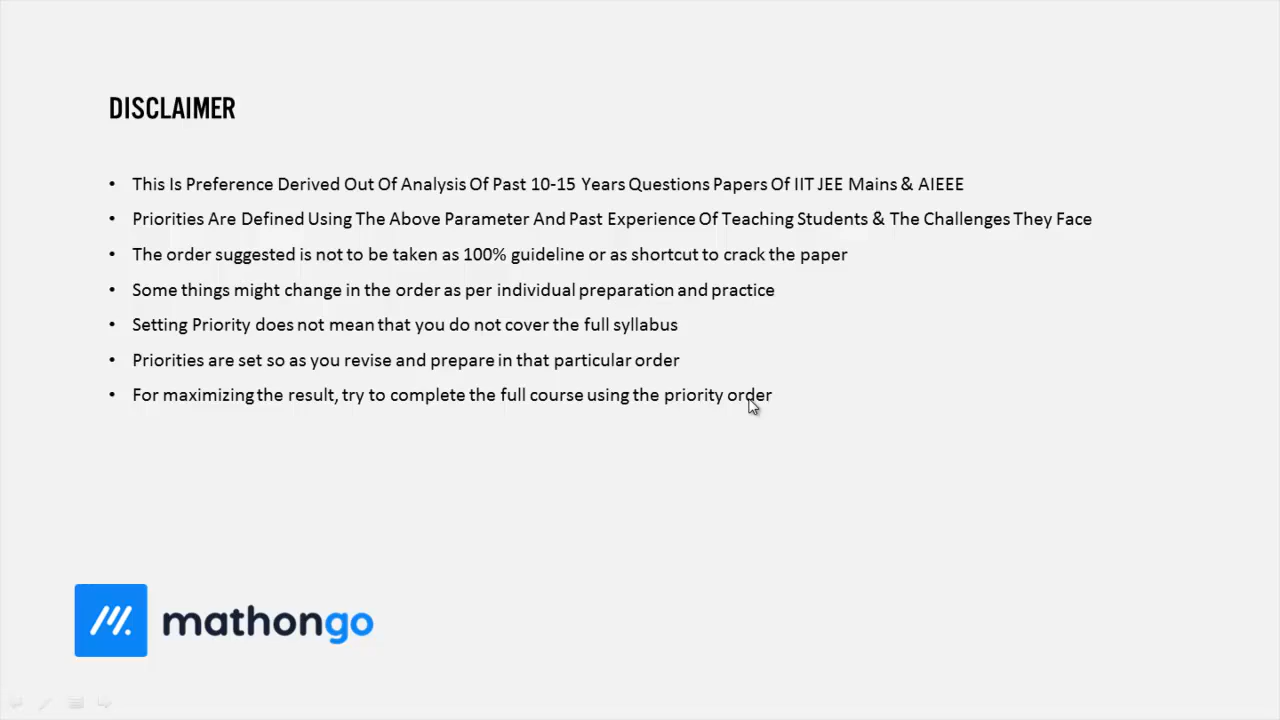 DISCLAIMER
• This Is Preference Derived Out Of Analysis Of Past 10-15 Years Questions Papers Of IIT JEE Mains & AIEEE
• Priorities Are Defined Using The Above Parameter And Past Experience Of Teaching Students & The Challenges They Face
• The order suggested is not to be taken as 100% guideline or as shortcut to crack the paper
• Some things might change in the order as per individual preparation and practice
• Setting Priority does not mean that you do not cover the full syllabus
• Priorities are set so as you revise and prepare in that particular order
• For maximizing the result, try to complete the full course using the priority order
mathongo